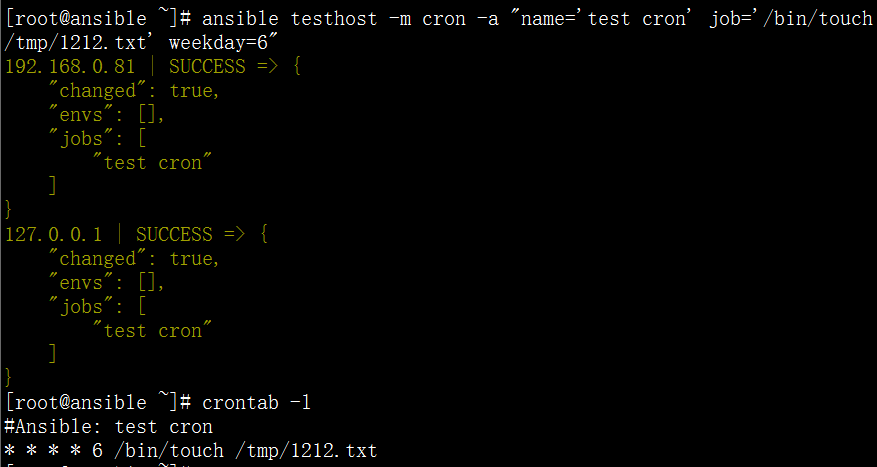 [root@ansible ~]# ansible testhost -m cron -a "name='test cron' job='/bin/touch
/tmp/1212.txt' weekday=6"
192.168.0.81 | SUCCESS => {
    "changed": true,
    "envs": [],
    "jobs": [
        "test cron"
    ]
}
127.0.0.1 | SUCCESS => {
    "changed": true,
    "envs": [],
    "jobs": [
        "test cron"
    ]
}
[root@ansible ~]# crontab -l
#Ansible: test cron
* * * * 6 /bin/touch /tmp/1212.txt